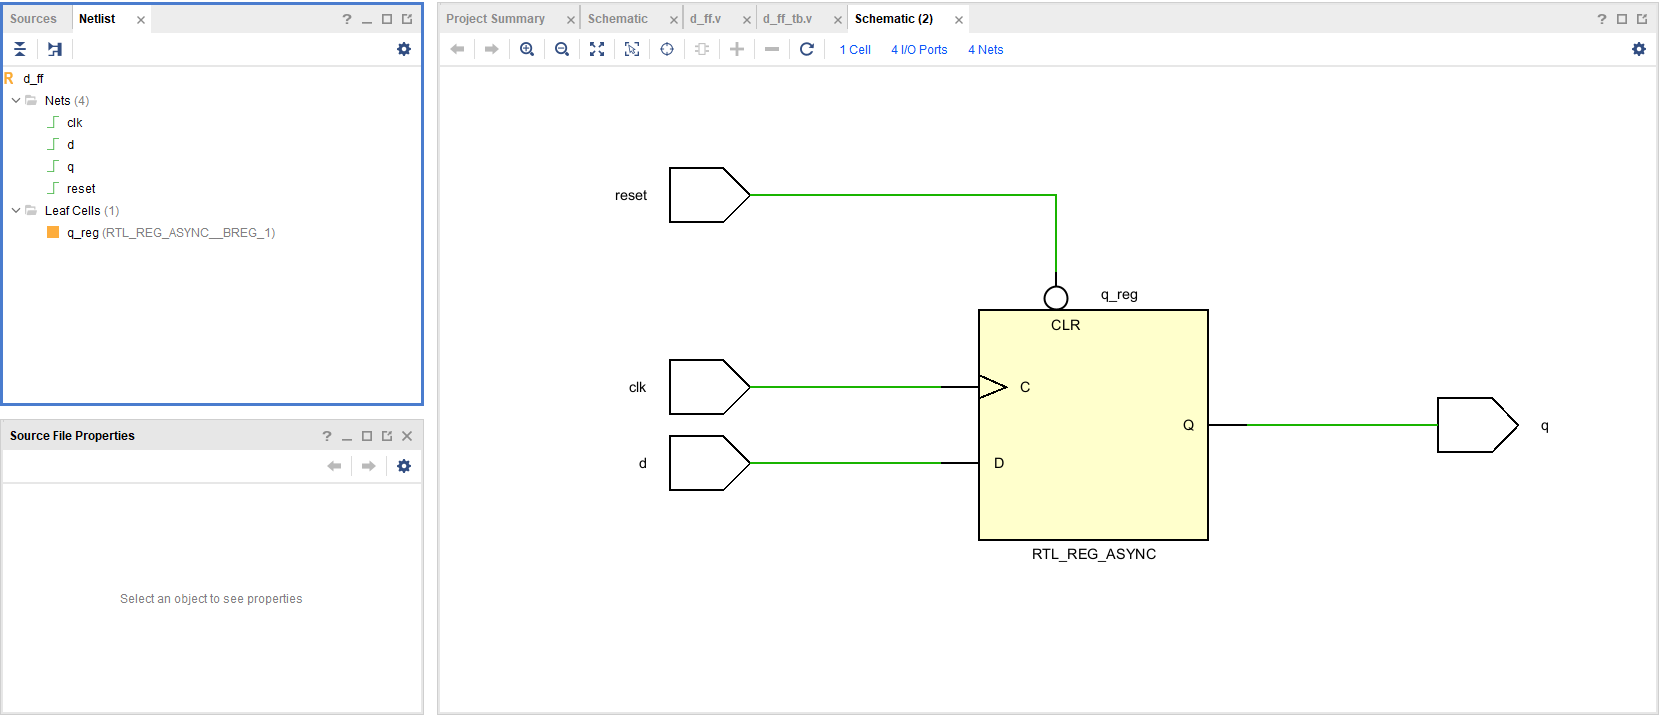 Sources
Netlist
d_ff
Nets (4)
clk
d
q
reset
Leaf Cells (1)
q_reg (RTL_REG_ASYNC__BREG_1)
Source File Properties
Select an object to see properties
Project Summary
Schematic
d_ff.v
d_ff_tb.v
Schematic (2)
1 Cell
4 I/O Ports
4 Nets
reset
q_reg
CLR
clk
C
Q
q
d
D
RTL_REG_ASYNC